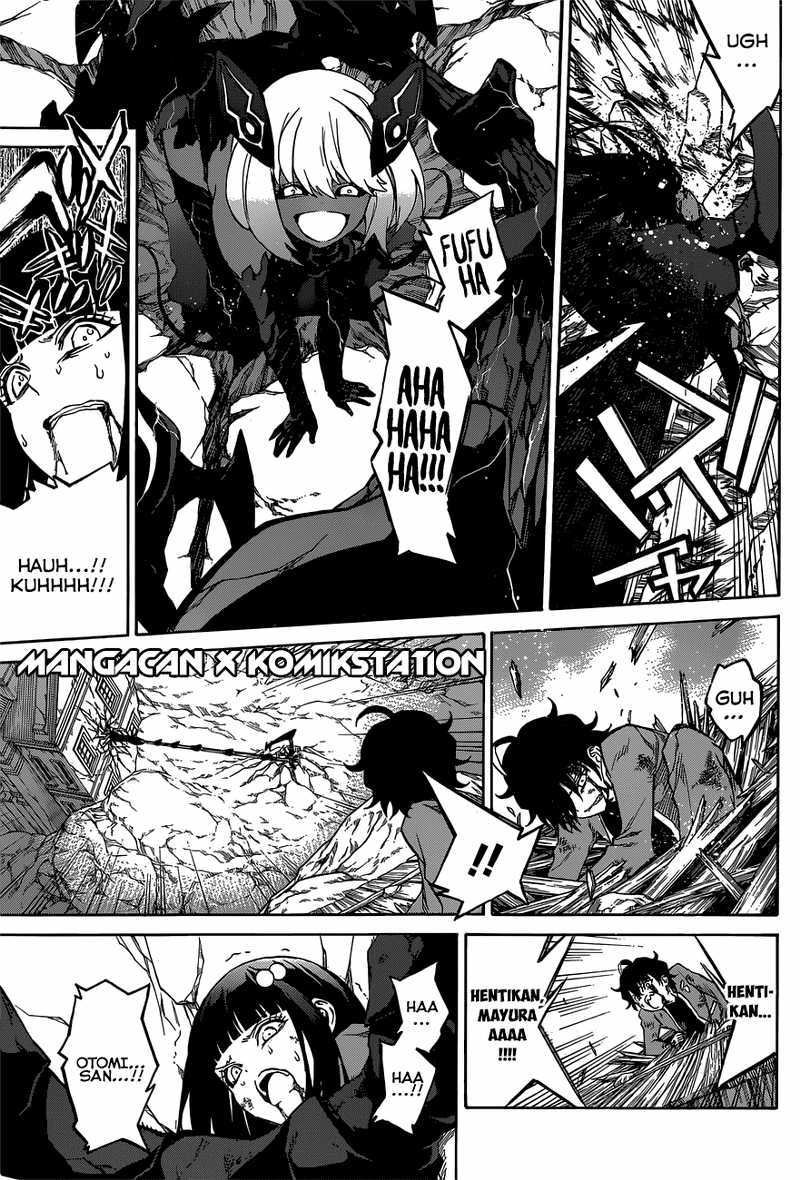 UGH
...
FUFU
HA
AHA
HAHA
HA!!!
HAUH...!!
KUHHHH!!!
MANGACAN X KOMIKSTATION
GUH
...
!!
HENTI-
KAN...
HENTIKAN,
MAYURA
AAAA
!!!!
HAA
...
HAA
...!!
OTOMI,
SAN...!!